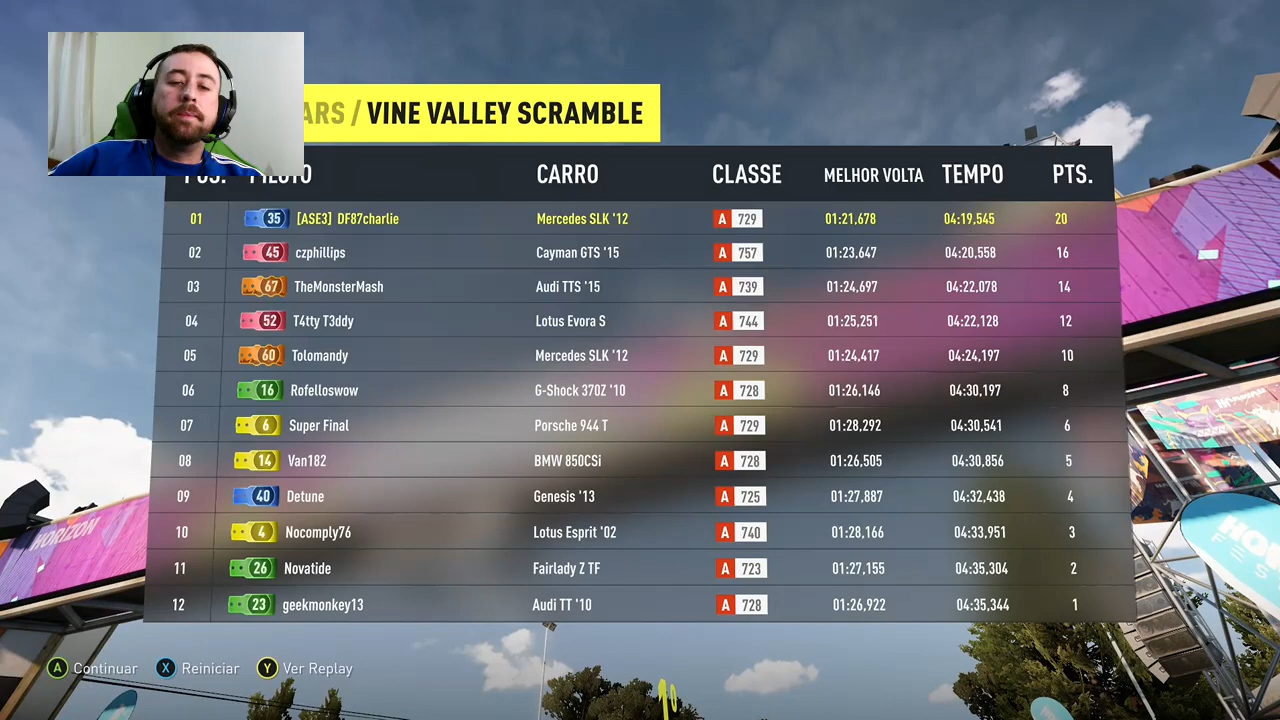 ARS / VINE VALLEY SCRAMBLE
POS. PILOTO CARRO CLASSE MELHOR VOLTA TEMPO PTS.
01 35 [ASE3] DF87charlie Mercedes SLK '12 A 729 01:21,678 04:19,545 20
02 45 czphillips Cayman GTS '15 A 757 01:23,647 04:20,558 16
03 67 TheMonsterMash Audi TTS '15 A 739 01:24,697 04:22,078 14
04 52 T4tty T3ddy Lotus Evora S A 744 01:25,251 04:22,128 12
05 60 Tolomandy Mercedes SLK '12 A 729 01:24,417 04:24,197 10
06 16 Rofelloswow G-Shock 370Z '10 A 728 01:26,146 04:30,197 8
07 6 Super Final Porsche 944 T A 729 01:28,292 04:30,541 6
08 14 Van182 BMW 850CSi A 728 01:26,505 04:30,856 5
09 40 Detune Genesis '13 A 725 01:27,887 04:32,438 4
10 4 Nocomply76 Lotus Esprit '02 A 740 01:28,166 04:33,951 3
11 26 Novatide Fairlady Z TF A 723 01:27,155 04:35,304 2
12 23 geekmonkey13 Audi TT '10 A 728 01:26,922 04:35,344 1
HORIZON
A Continuar X Reiniciar Y Ver Replay